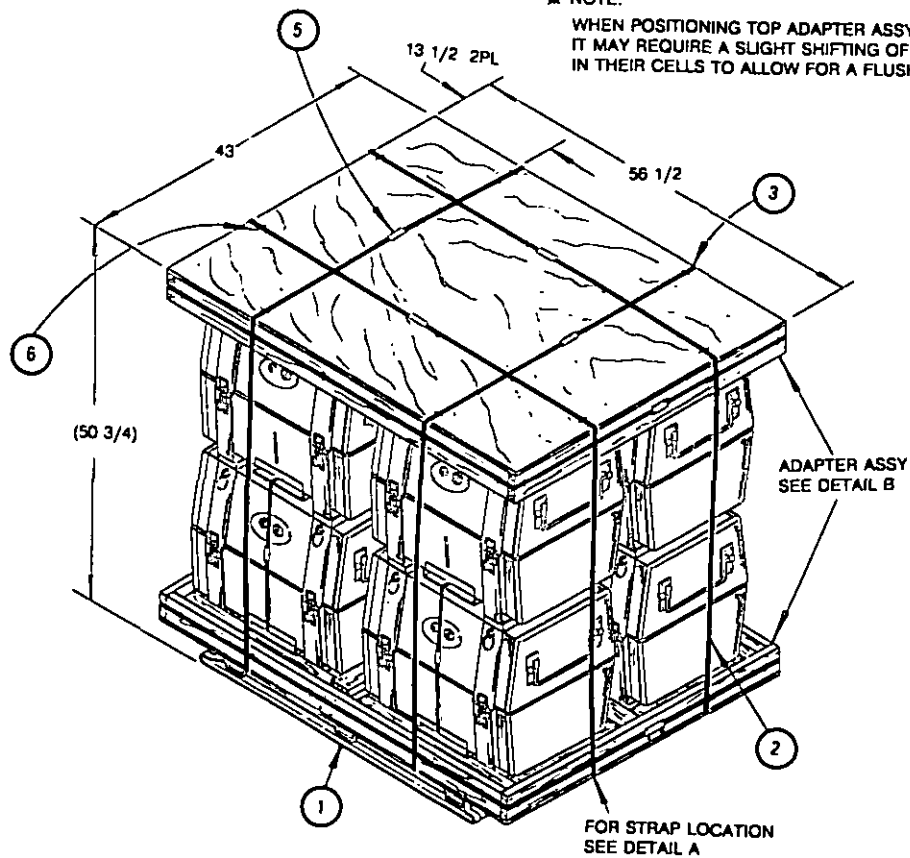 NOTE:
WHEN POSITIONING TOP ADAPTER ASSY
IT MAY REQUIRE A SLIGHT SHIFTING OF
IN THEIR CELLS TO ALLOW FOR A
5
13 1/2 2PL
43
56 1/2
3
6
(50 3/4)
ADAPTER ASSY
SEE DETAIL B
2
1
FOR STRAP LOCATION
SEE DETAIL A